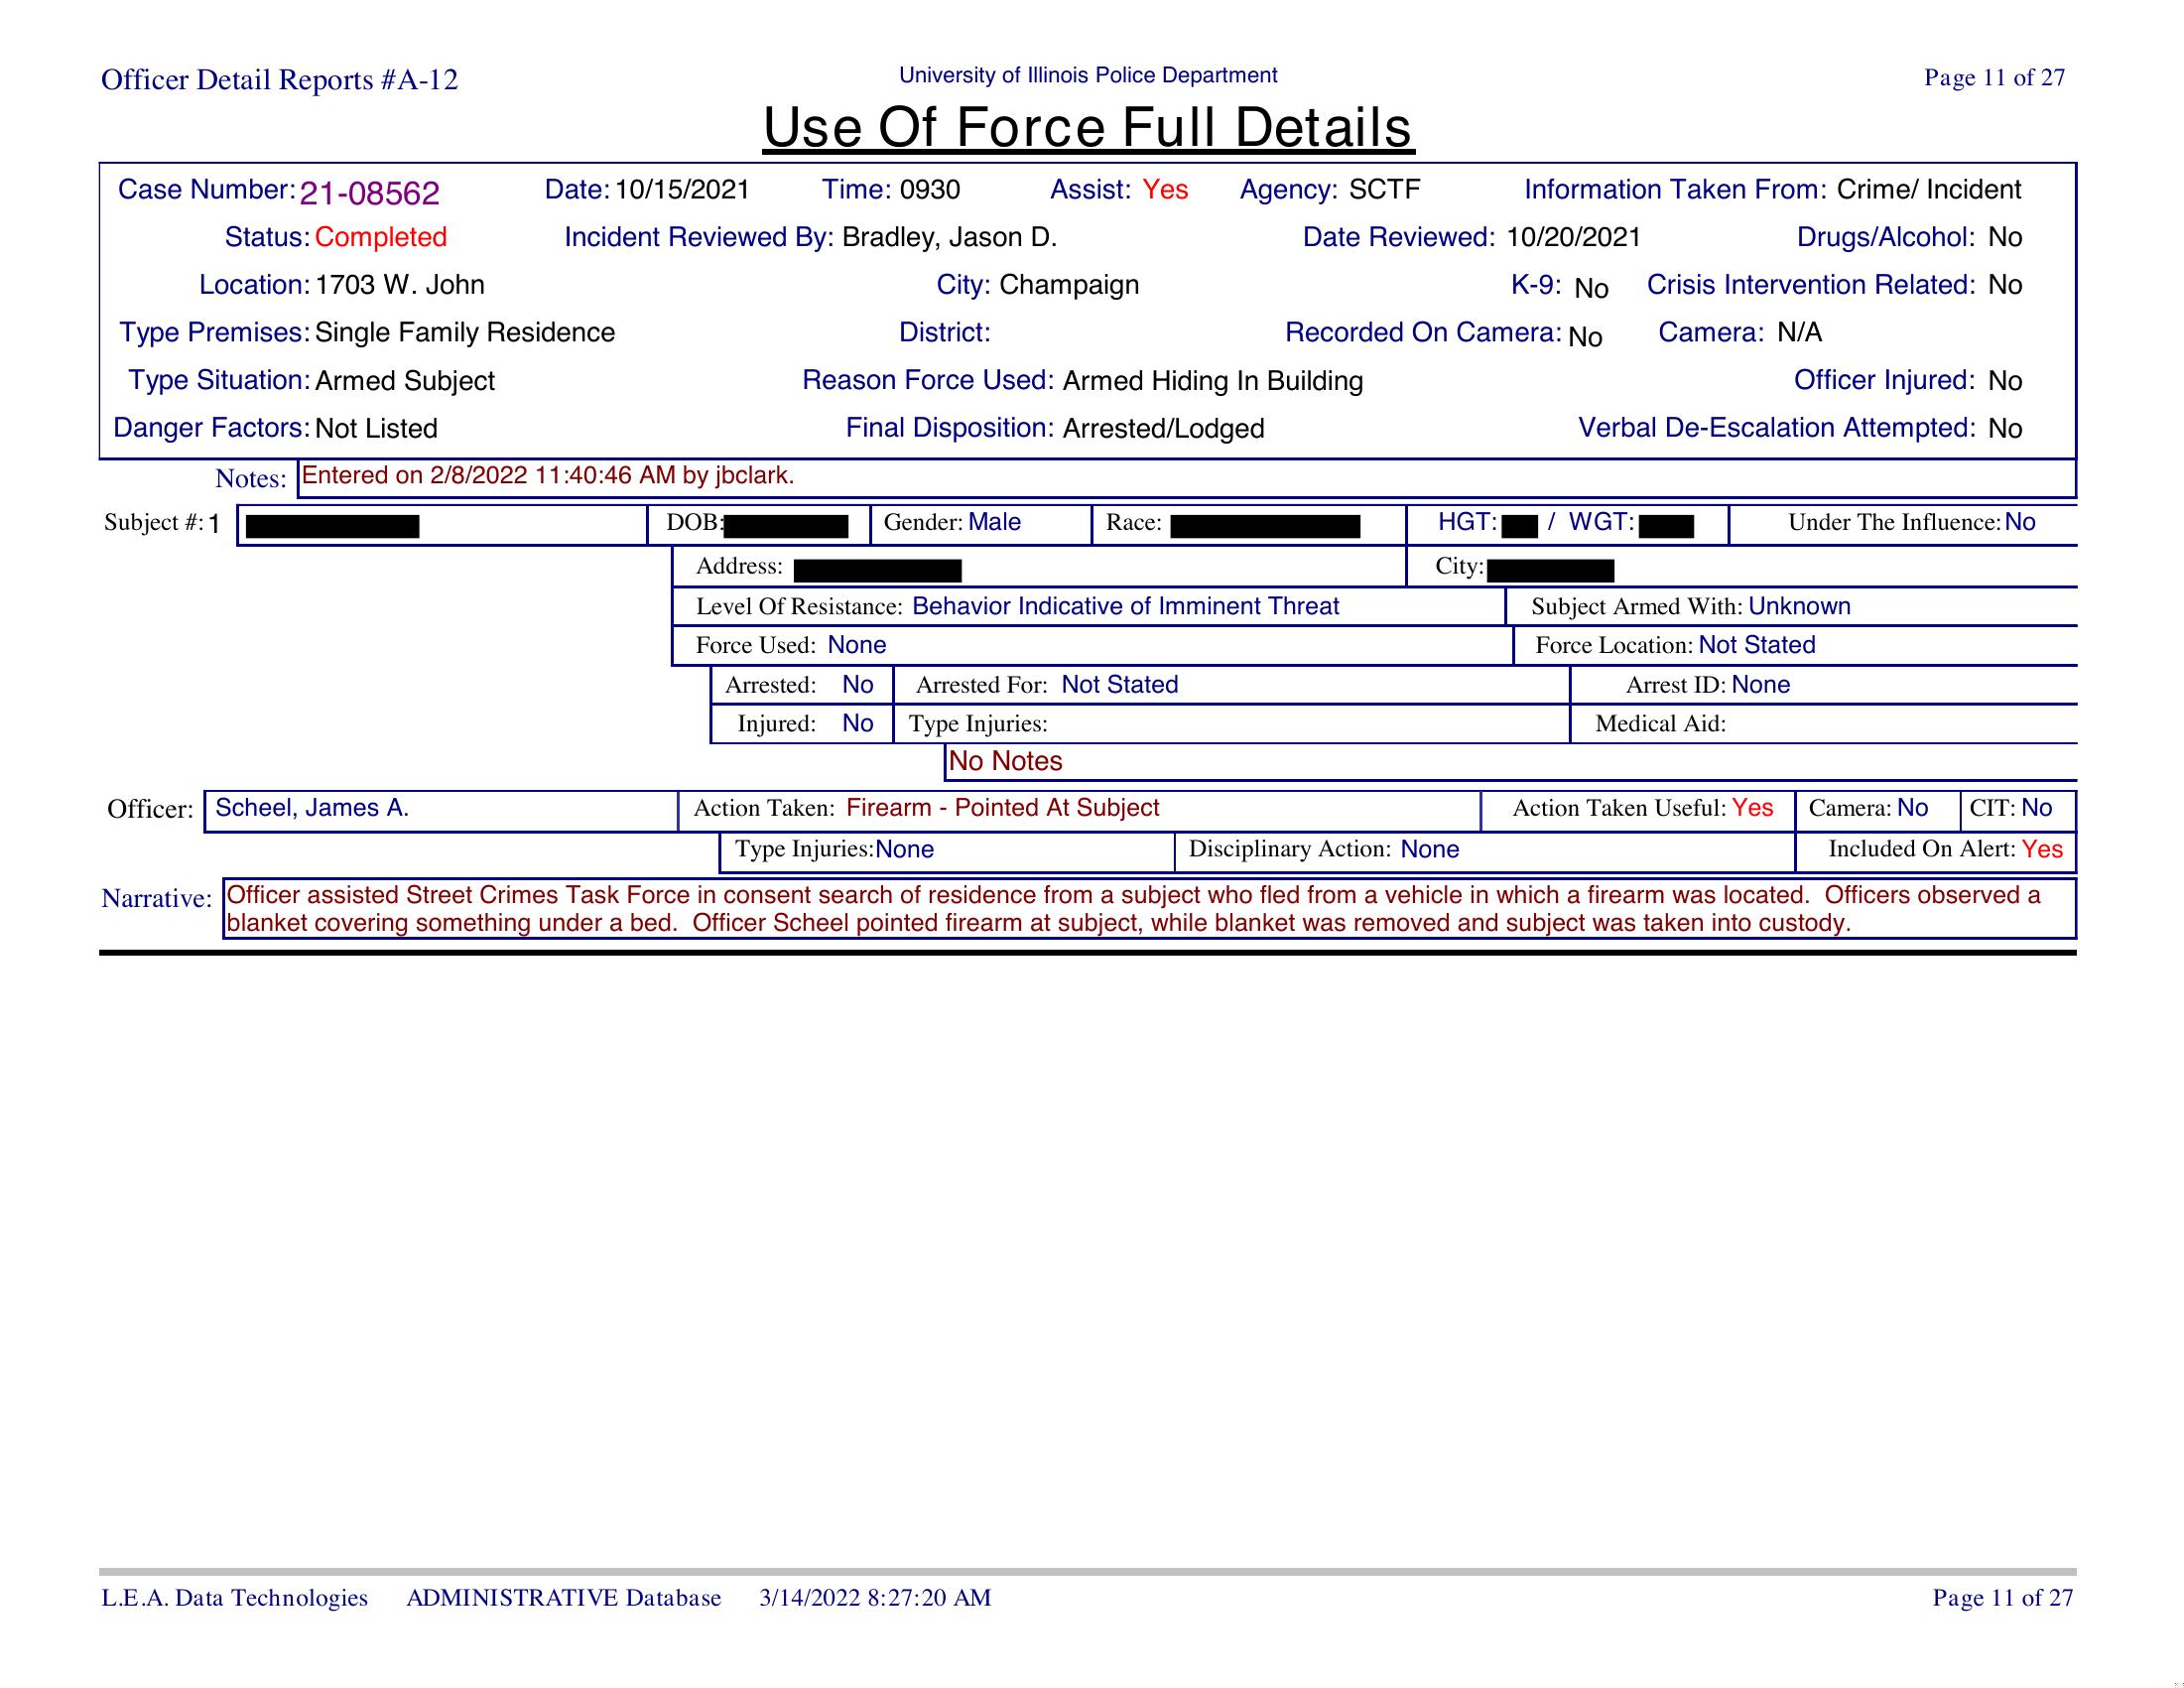 Officer Detail Reports #A-12 University of Illinois Police Department Page 11 of 27
Use Of Force Full Details
Case Number: 21-08562 Date: 10/15/2021 Time: 0930 Assist: Yes Agency: SCTF Information Taken From: Crime/ Incident
Status: Completed Incident Reviewed By: Bradley, Jason D. Date Reviewed: 10/20/2021 Drugs/Alcohol: No
Location: 1703 W. John City: Champaign K-9: No Crisis Intervention Related: No
Type Premises: Single Family Residence District: Recorded On Camera: No Camera: N/A
Type Situation: Armed Subject Reason Force Used: Armed Hiding In Building Officer Injured: No
Danger Factors: Not Listed Final Disposition: Arrested/Lodged Verbal De-Escalation Attempted: No
Notes: Entered on 2/8/2022 11:40:46 AM by jbclark.
Subject #: 1 DOB: Gender: Male Race: HGT: / WGT: Under The Influence: No
Address: City:
Level Of Resistance: Behavior Indicative of Imminent Threat Subject Armed With: Unknown
Force Used: None Force Location: Not Stated
Arrested: No Arrested For: Not Stated Arrest ID: None
Injured: No Type Injuries: Medical Aid:
No Notes
Officer: Scheel, James A. Action Taken: Firearm - Pointed At Subject Action Taken Useful: Yes Camera: No CIT: No
Type Injuries: None Disciplinary Action: None Included On Alert: Yes
Narrative: Officer assisted Street Crimes Task Force in consent search of residence from a subject who fled from a vehicle in which a firearm was located. Officers observed a
blanket covering something under a bed. Officer Scheel pointed firearm at subject, while blanket was removed and subject was taken into custody.
L.E.A. Data Technologies ADMINISTRATIVE Database 3/14/2022 8:27:20 AM Page 11 of 27